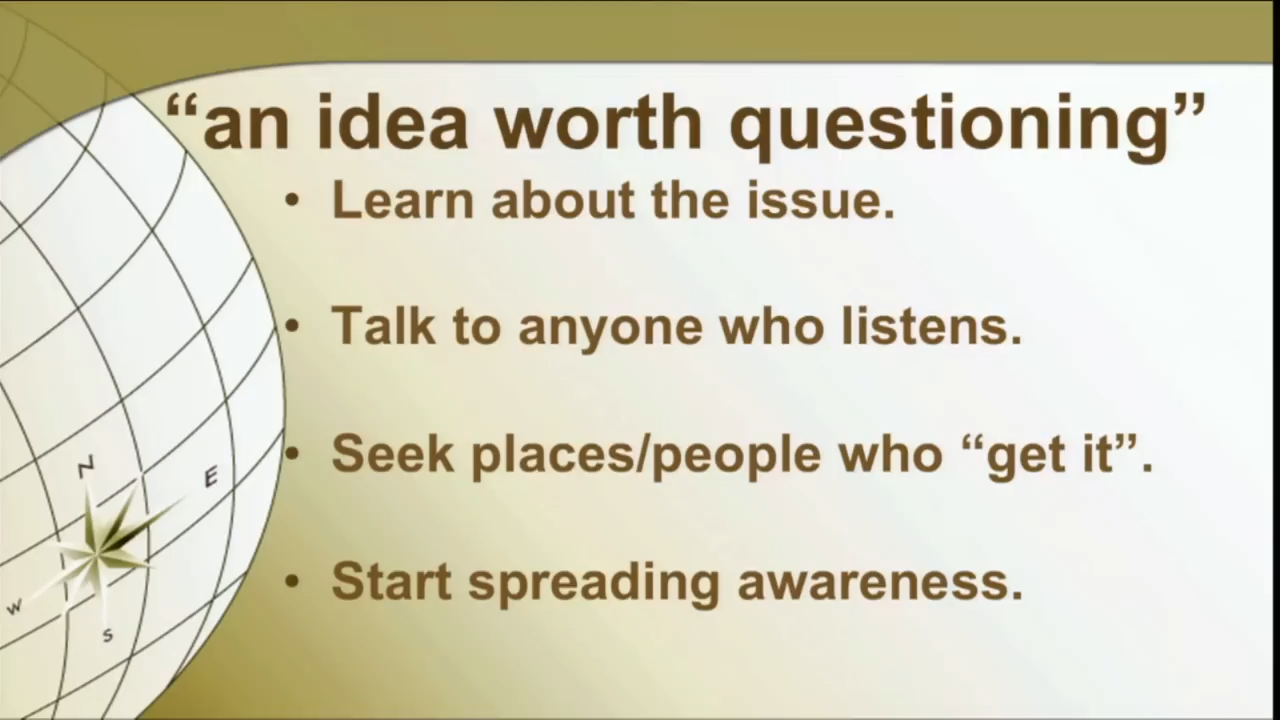 “an idea worth questioning”
• Learn about the issue.
• Talk to anyone who listens.
• Seek places/people who “get it”.
• Start spreading awareness.
N
E
W
S